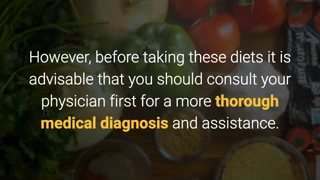 However, before taking these diets it is
advisable that you should consult your
physician first for a more thorough
medical diagnosis and assistance.